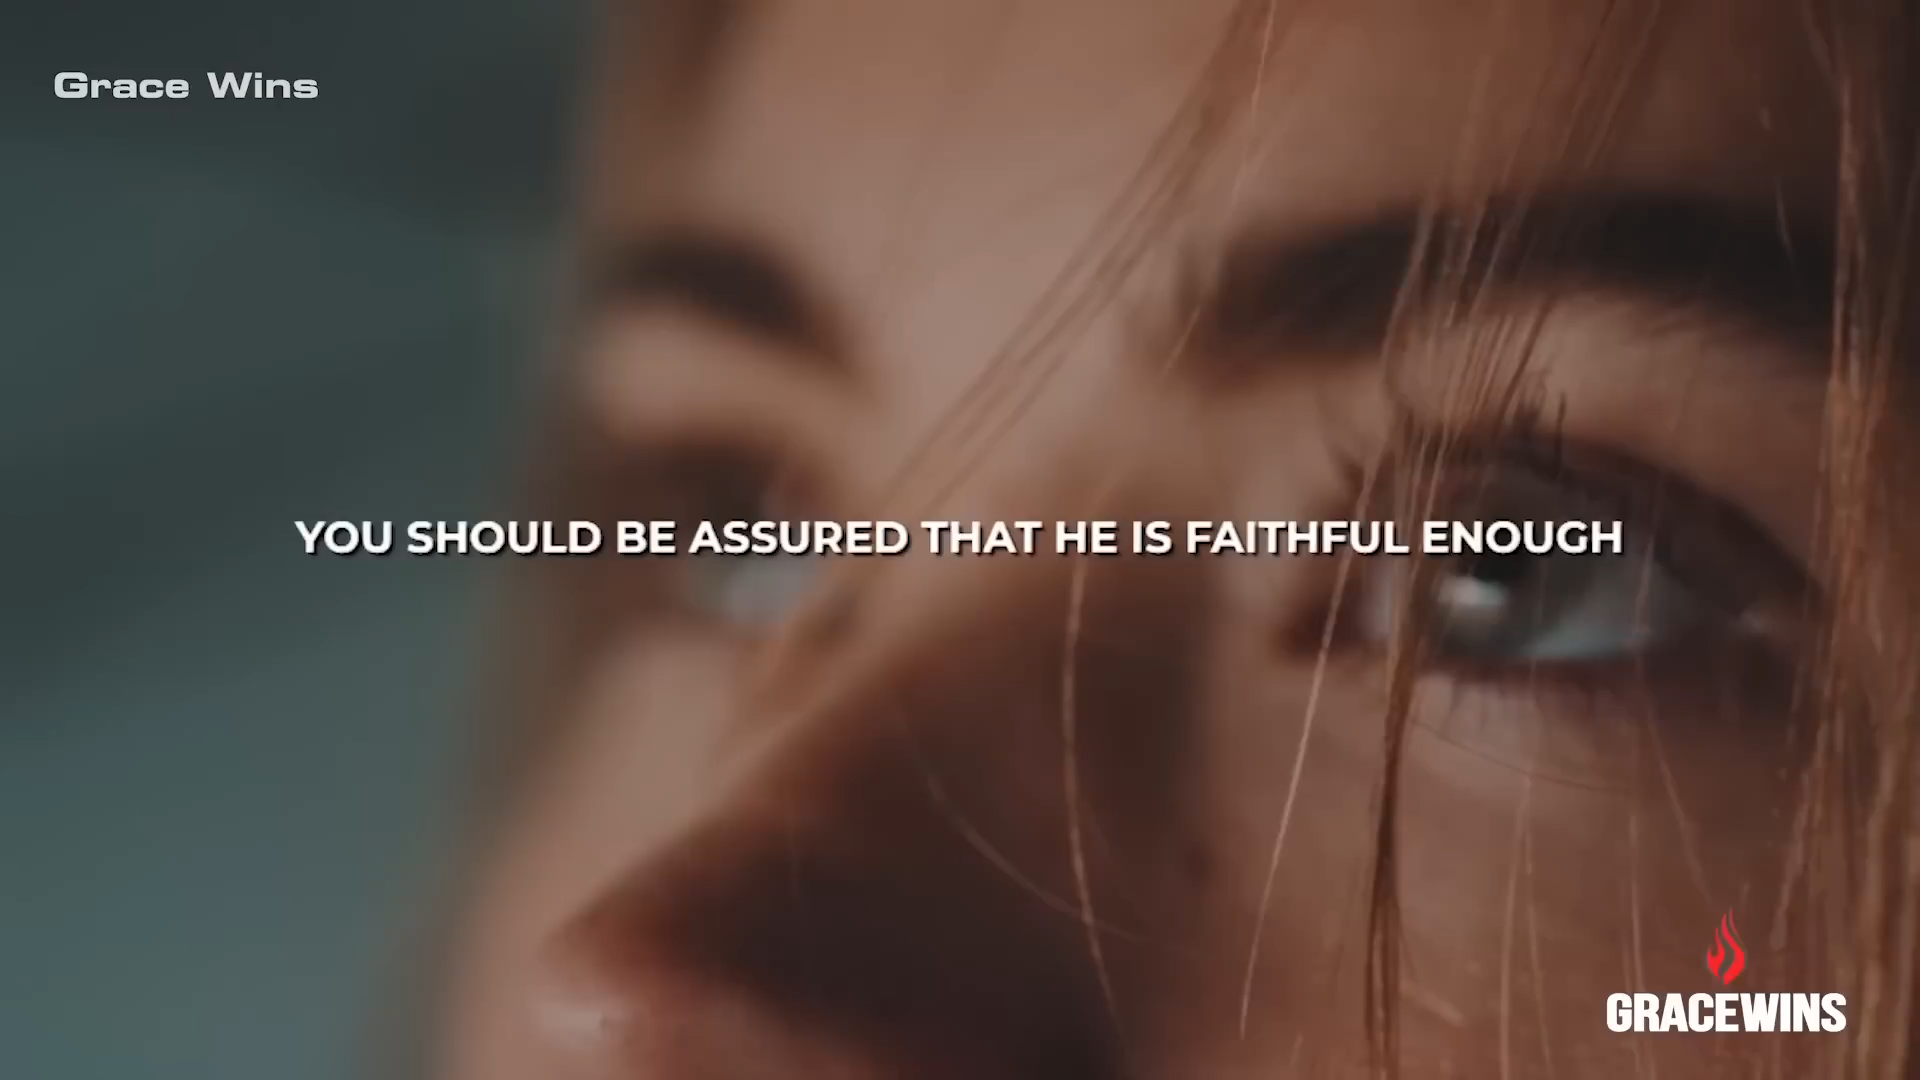 Grace Wins
YOU SHOULD BE ASSURED THAT HE IS FAITHFUL ENOUGH
GRACEWINS